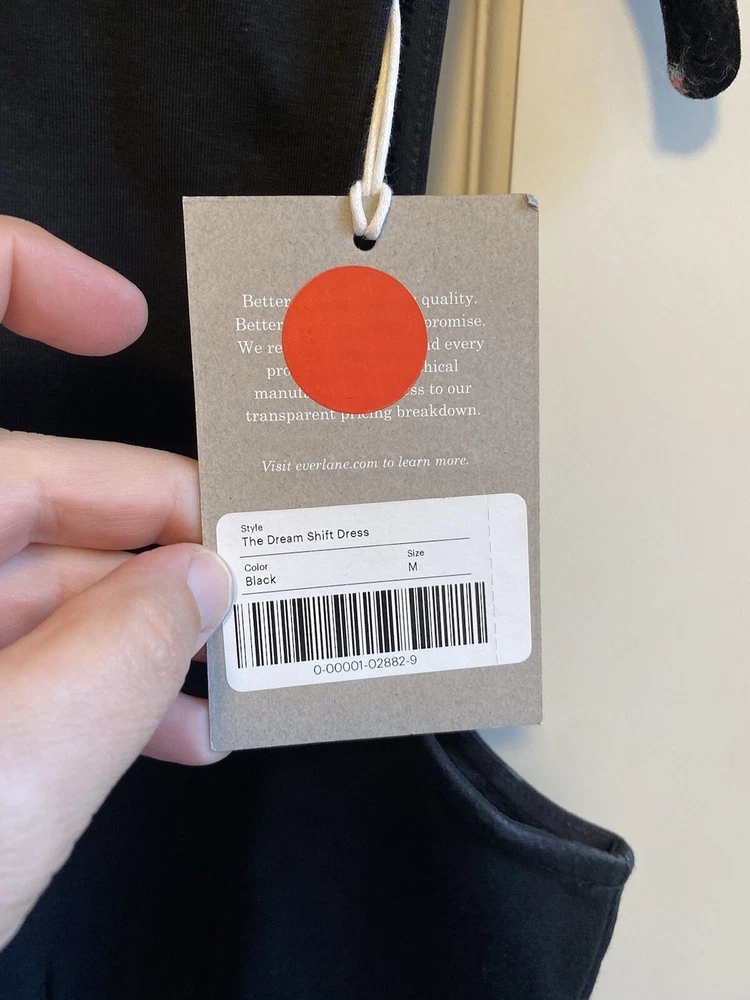 Better quality.
Better promise.
We re d every
pro hical
manuf ss to our
transparent pricing breakdown.
Visit everlane.com to learn more.
Style
The Dream Shift Dress
Color Size
Black M
0-00001-02882-9